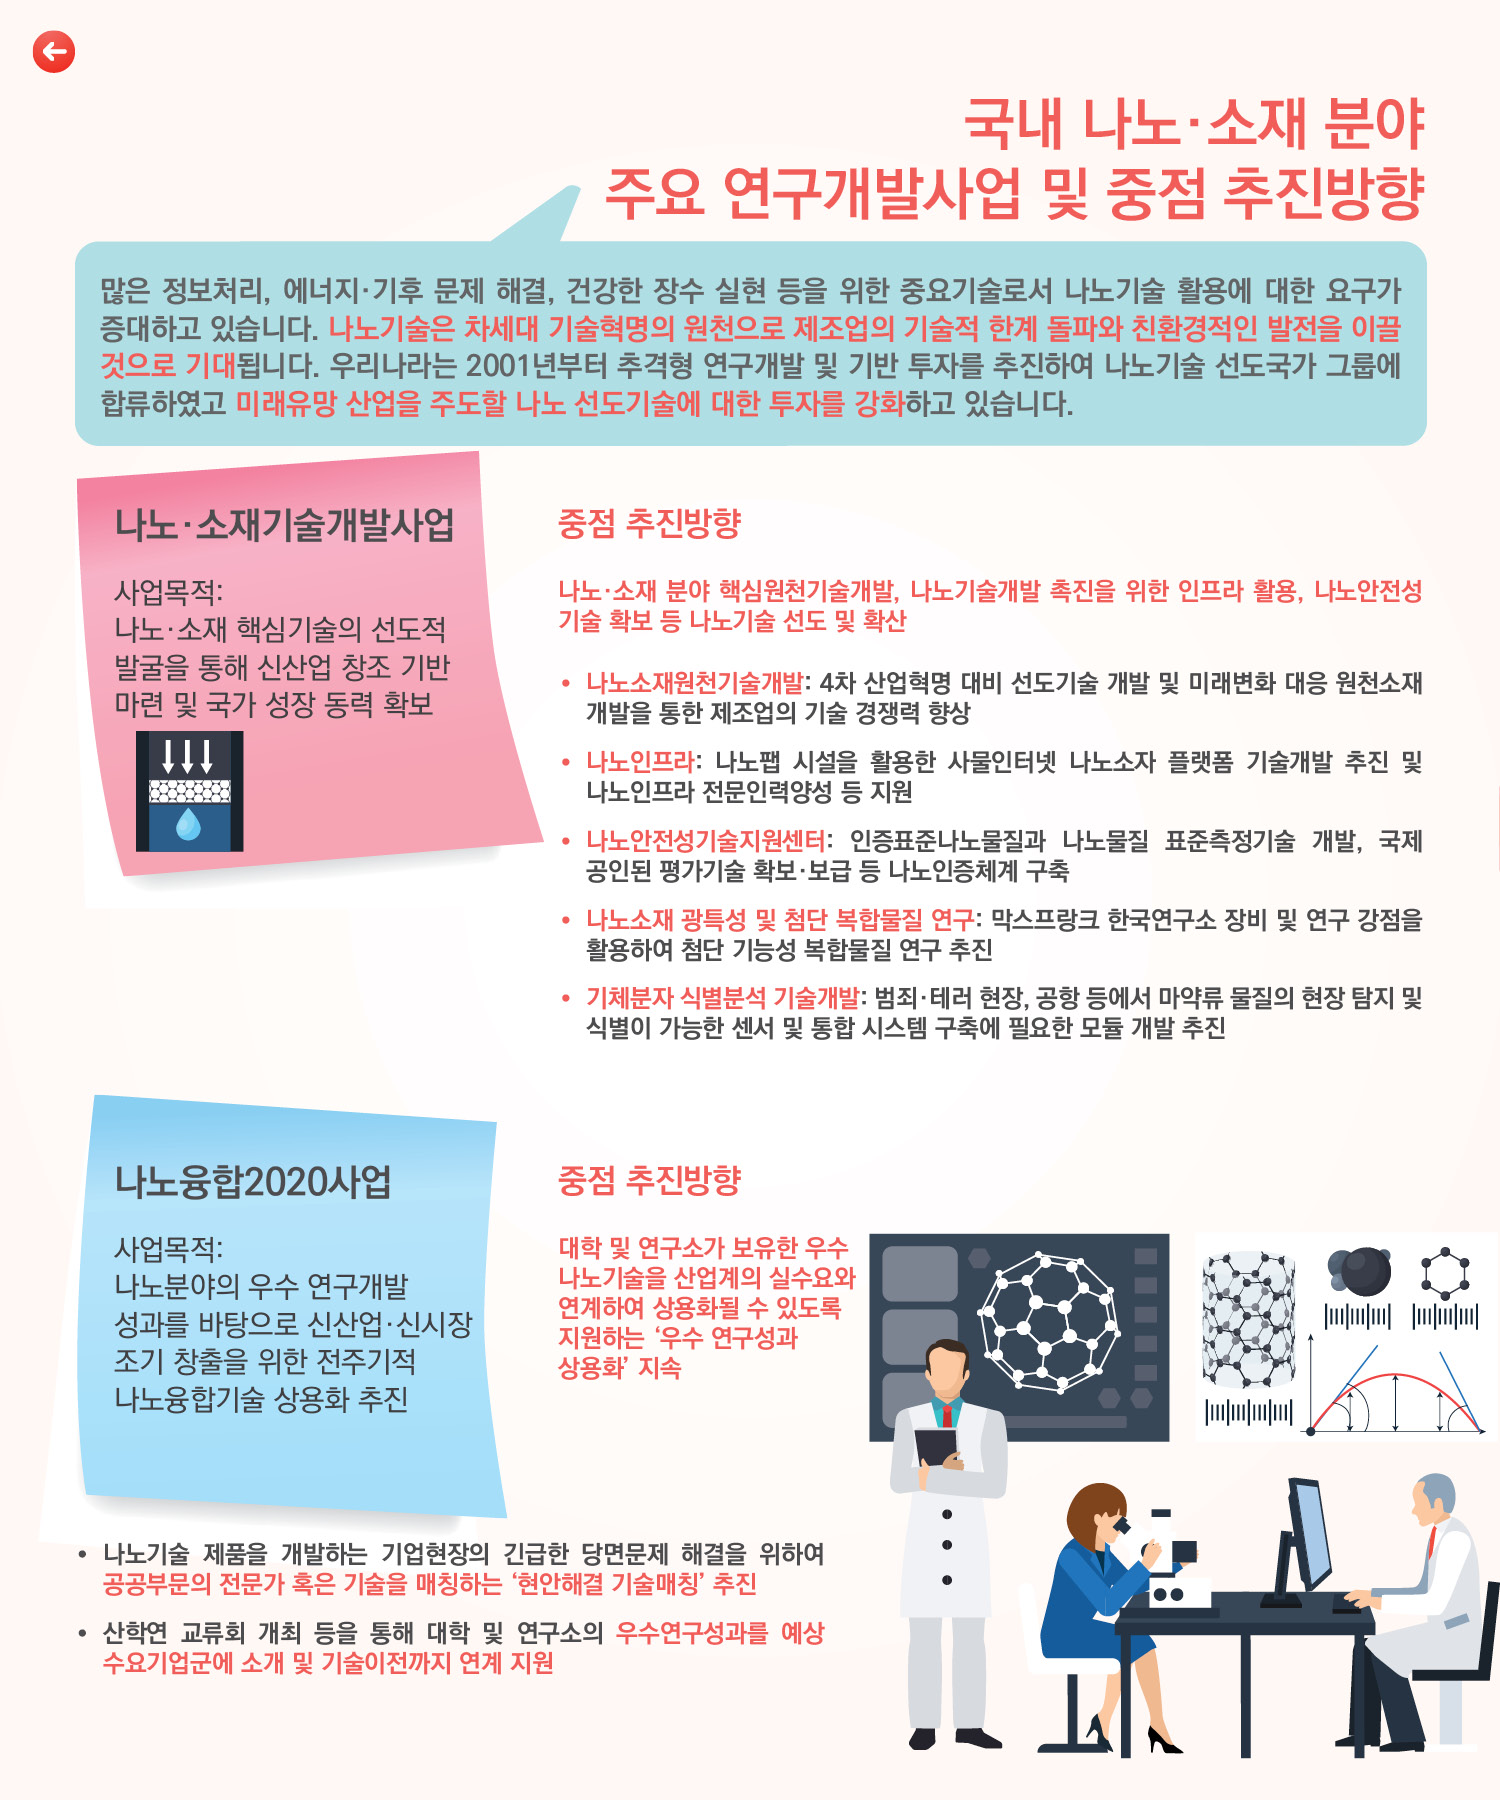 국내 나노·소재 분야
주요 연구개발사업 및 중점 추진방향
많은 정보처리, 에너지·기후 문제 해결, 건강한 장수 실현 등을 위한 중요기술로서 나노기술 활용에 대한 요구가
증대하고 있습니다. 나노기술은 차세대 기술혁명의 원천으로 제조업의 기술적 한계 돌파와 친환경적인 발전을 이끌
것으로 기대됩니다. 우리나라는 2001년부터 추격형 연구개발 및 기반 투자를 추진하여 나노기술 선도국가 그룹에
합류하였고 미래유망 산업을 주도할 나노 선도기술에 대한 투자를 강화하고 있습니다.
나노·소재기술개발사업
사업목적:
나노·소재 핵심기술의 선도적
발굴을 통해 신산업 창조 기반
마련 및 국가 성장 동력 확보
중점 추진방향
나노·소재 분야 핵심원천기술개발, 나노기술개발 촉진을 위한 인프라 활용, 나노안전성
기술 확보 등 나노기술 선도 및 확산
• 나노소재원천기술개발: 4차 산업혁명 대비 선도기술 개발 및 미래변화 대응 원천소재
개발을 통한 제조업의 기술 경쟁력 향상
• 나노인프라: 나노팹 시설을 활용한 사물인터넷 나노소자 플랫폼 기술개발 추진 및
나노인프라 전문인력양성 등 지원
• 나노안전성기술지원센터: 인증표준나노물질과 나노물질 표준측정기술 개발, 국제
공인된 평가기술 확보·보급 등 나노인증체계 구축
• 나노소재 광특성 및 첨단 복합물질 연구: 막스프랑크 한국연구소 장비 및 연구 강점을
활용하여 첨단 기능성 복합물질 연구 추진
• 기체분자 식별분석 기술개발: 범죄·테러 현장, 공항 등에서 마약류 물질의 현장 탐지 및
식별이 가능한 센서 및 통합 시스템 구축에 필요한 모듈 개발 추진
나노융합2020사업
사업목적:
나노분야의 우수 연구개발
성과를 바탕으로 신산업·신시장
조기 창출을 위한 전주기적
나노융합기술 상용화 추진
중점 추진방향
대학 및 연구소가 보유한 우수
나노기술을 산업계의 실수요와
연계하여 상용화될 수 있도록
지원하는 ‘우수 연구성과
상용화’ 지속
• 나노기술 제품을 개발하는 기업현장의 긴급한 당면문제 해결을 위하여
공공부문의 전문가 혹은 기술을 매칭하는 ‘현안해결 기술매칭’ 추진
• 산학연 교류회 개최 등을 통해 대학 및 연구소의 우수연구성과를 예상
수요기업군에 소개 및 기술이전까지 연계 지원